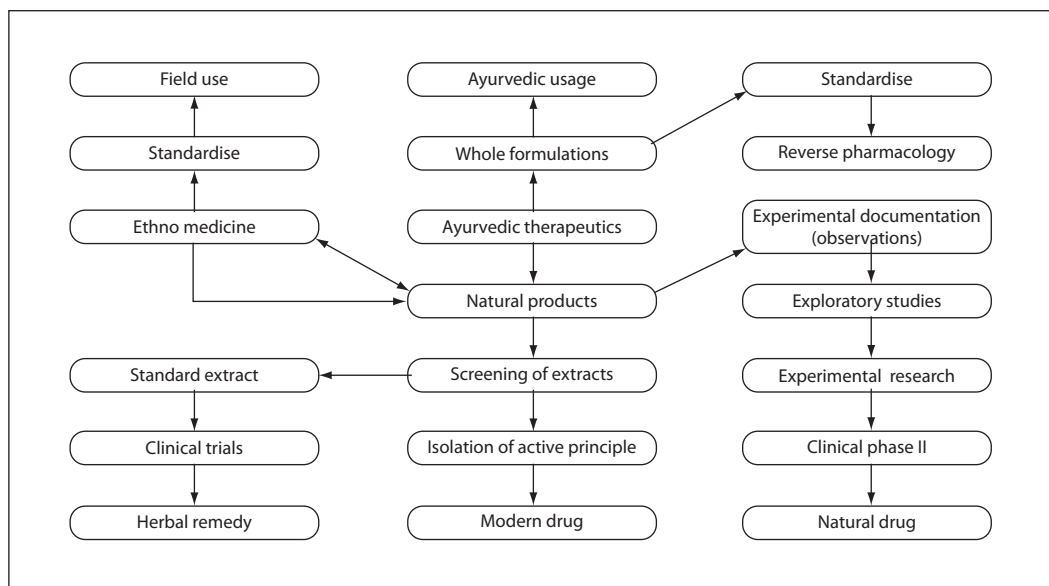 Field use
Ayurvedic usage
Standardise
Standardise
Whole formulations
Reverse pharmacology
Ethno medicine
Ayurvedic therapeutics
Experimental documentation
(observations)
Natural products
Exploratory studies
Standard extract
Screening of extracts
Experimental research
Clinical trials
Isolation of active principle
Clinical phase II
Herbal remedy
Modern drug
Natural drug